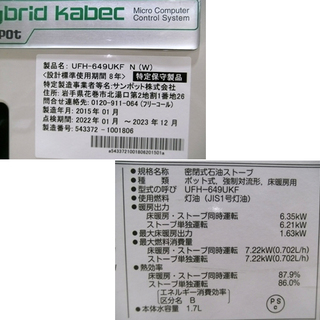 ybrid kabec
Micro Computer
Control System
pot
製品名: UFH-649UKF N (W)
<設計標準使用期間 8年> 特定保守製品
特定製造事業者等名: サンポット株式会社
住所: 岩手県花巻市北湯口第2地割1番地26
問合せ連絡先: 0120-911-064 (フリーコール)
製造年月: 2015年01月
点検期間: 2022年 01月 ～ 2023年 12月
製造番号:
543372 - 1001806
規格名称 密閉式石油ストーブ
種類 ポット式, 強制対流形, 床暖房用
型式の呼び UFH-649UKF
使用燃料 灯油 (JIS1号灯油)
暖房出力
床暖房・ストーブ同時運転 6.35kW
ストーブ単独運転 6.21kW
最大床暖房出力 1.63kW
最大燃料消費量
床暖房・ストーブ同時運転 7.22kW(0.702L/h)
ストーブ単独運転 7.22kW(0.702L/h)
熱効率
床暖房・ストーブ同時運転 87.9%
ストーブ単独運転 86.0%
(エネルギー消費効率)
区分名 B
本体水容量 1.7L
PS
C